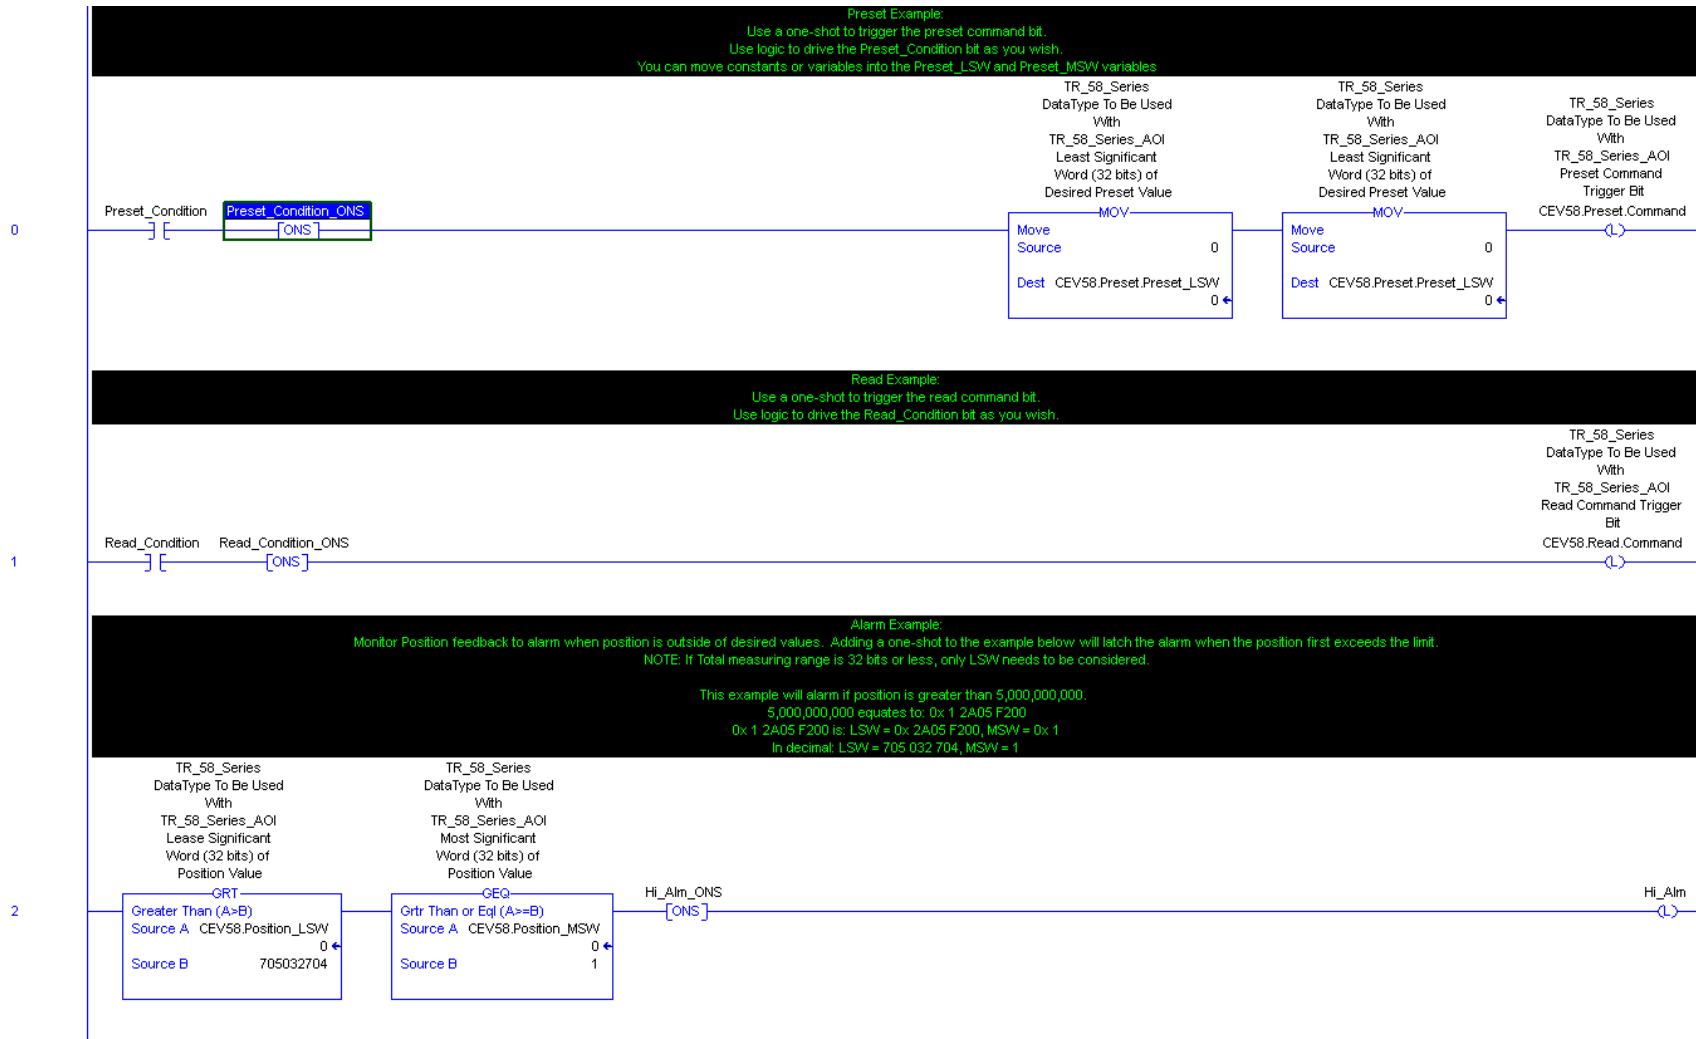 Preset Example:
Use a one-shot to trigger the preset command bit.
Use logic to drive the Preset_Condition bit as you wish.
You can move constants or variables into the Preset_LSW and Preset_MSW variables
TR_58_Series
DataType To Be Used
With
TR_58_Series_AOI
Least Significant
Word (32 bits) of
Desired Preset Value
TR_58_Series
DataType To Be Used
With
TR_58_Series_AOI
Least Significant
Word (32 bits) of
Desired Preset Value
TR_58_Series
DataType To Be Used
With
TR_58_Series_AOI
Preset Command
Trigger Bit
CEV58.Preset.Command
0
Preset_Condition
Preset_Condition_ONS
ONS
MOV
Move
Source 0
Dest CEV58.Preset.Preset_LSW
0
MOV
Move
Source 0
Dest CEV58.Preset.Preset_LSW
0
L
Read Example:
Use a one-shot to trigger the read command bit.
Use logic to drive the Read_Condition bit as you wish.
TR_58_Series
DataType To Be Used
With
TR_58_Series_AOI
Read Command Trigger
Bit
CEV58.Read.Command
1
Read_Condition
Read_Condition_ONS
ONS
L
Alarm Example:
Monitor Position feedback to alarm when position is outside of desired values. Adding a one-shot to the example below will latch the alarm when the position first exceeds the limit.
NOTE: If Total measuring range is 32 bits or less, only LSW needs to be considered.
This example will alarm if position is greater than 5,000,000,000.
5,000,000,000 equates to: 0x 1 2A05 F200
0x 1 2A05 F200 is: LSW = 0x 2A05 F200, MSW = 0x 1
In decimal: LSW = 705 032 704, MSW = 1
TR_58_Series
DataType To Be Used
With
TR_58_Series_AOI
Lease Significant
Word (32 bits) of
Position Value
TR_58_Series
DataType To Be Used
With
TR_58_Series_AOI
Most Significant
Word (32 bits) of
Position Value
2
GRT
Greater Than (A>B)
Source A CEV58.Position_LSW
0
Source B 705032704
GEQ
Grtr Than or Eql (A>=B)
Source A CEV58.Position_MSW
0
Source B 1
Hi_Alm_ONS
ONS
Hi_Alm
L